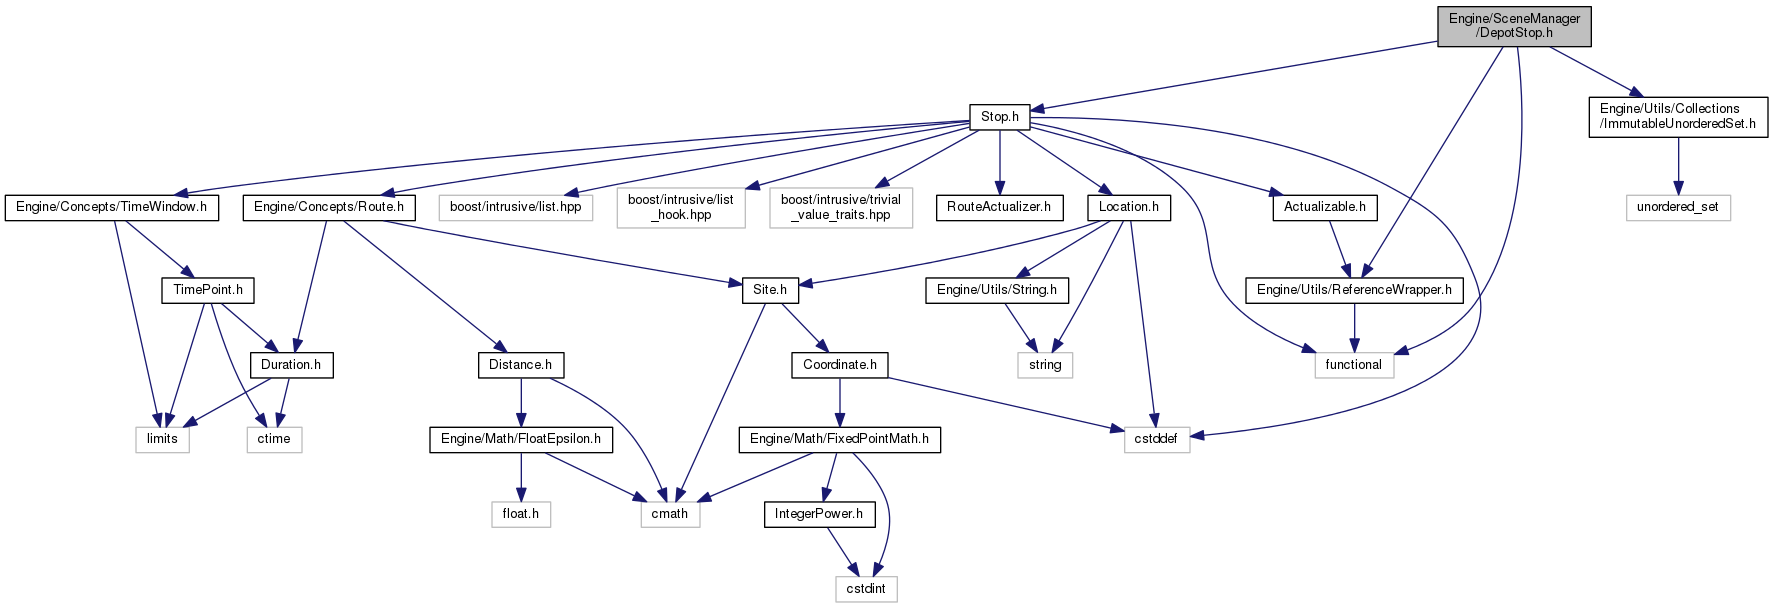 Engine/SceneManager
/DepotStop.h
Stop.h
Engine/Utils/Collections
/ImmutableUnorderedSet.h
Engine/Concepts/TimeWindow.h
Engine/Concepts/Route.h
boost/intrusive/list.hpp
boost/intrusive/list
_hook.hpp
boost/intrusive/trivial
_value_traits.hpp
RouteActualizer.h
Location.h
Actualizable.h
unordered_set
TimePoint.h
Site.h
Engine/Utils/String.h
Engine/Utils/ReferenceWrapper.h
Duration.h
Distance.h
Coordinate.h
string
functional
limits
ctime
Engine/Math/FloatEpsilon.h
Engine/Math/FixedPointMath.h
cstddef
float.h
cmath
IntegerPower.h
cstdint